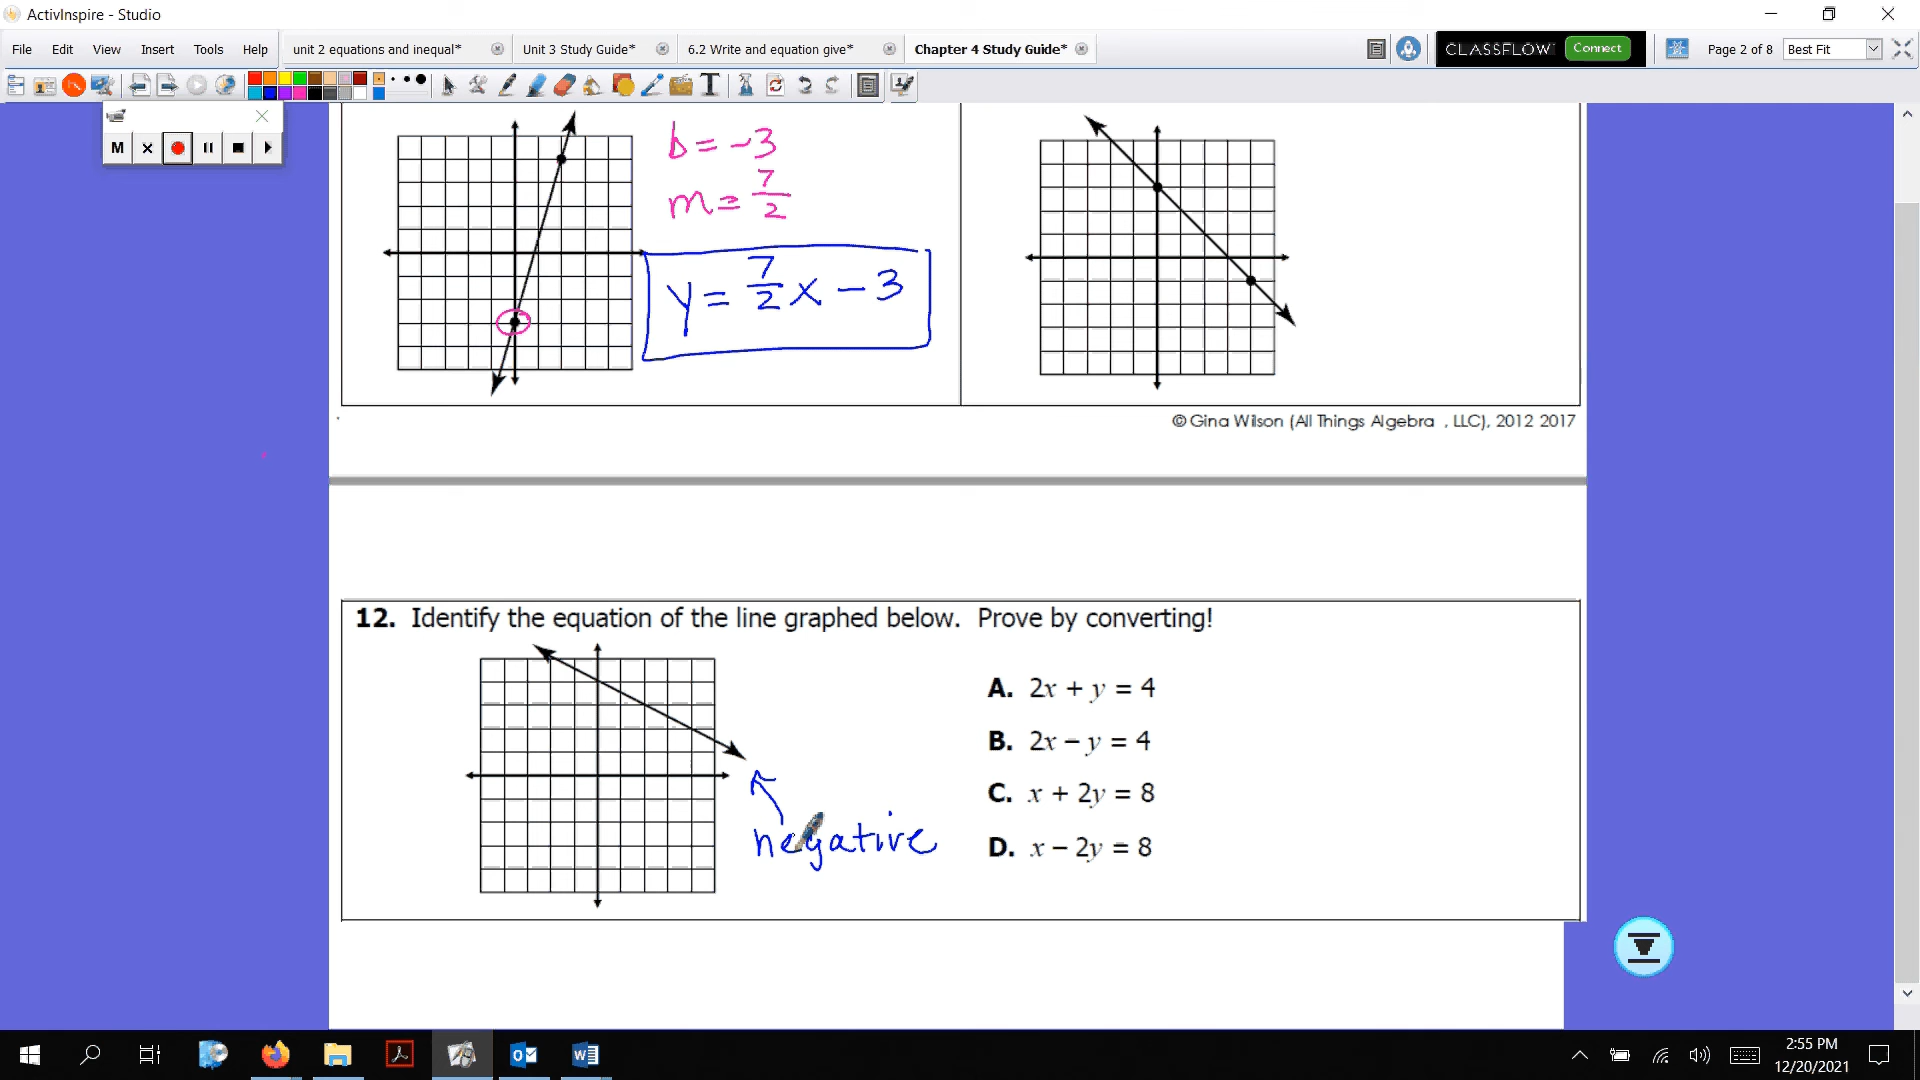 ActivInspire - Studio
File Edit View Insert Tools Help
unit 2 equations and inequal*
Unit 3 Study Guide*
6.2 Write and equation give*
Chapter 4 Study Guide*
CLASSFLOW
Connect
Page 2 of 8
Best Fit
M
b = -3
m = 7/2
y = 7/2 x - 3
© Gina Wilson (All Things Algebra , LLC), 2012 2017
12. Identify the equation of the line graphed below. Prove by converting!
A. 2x + y = 4
B. 2x − y = 4
C. x + 2y = 8
D. x − 2y = 8
negative
2:55 PM
12/20/2021